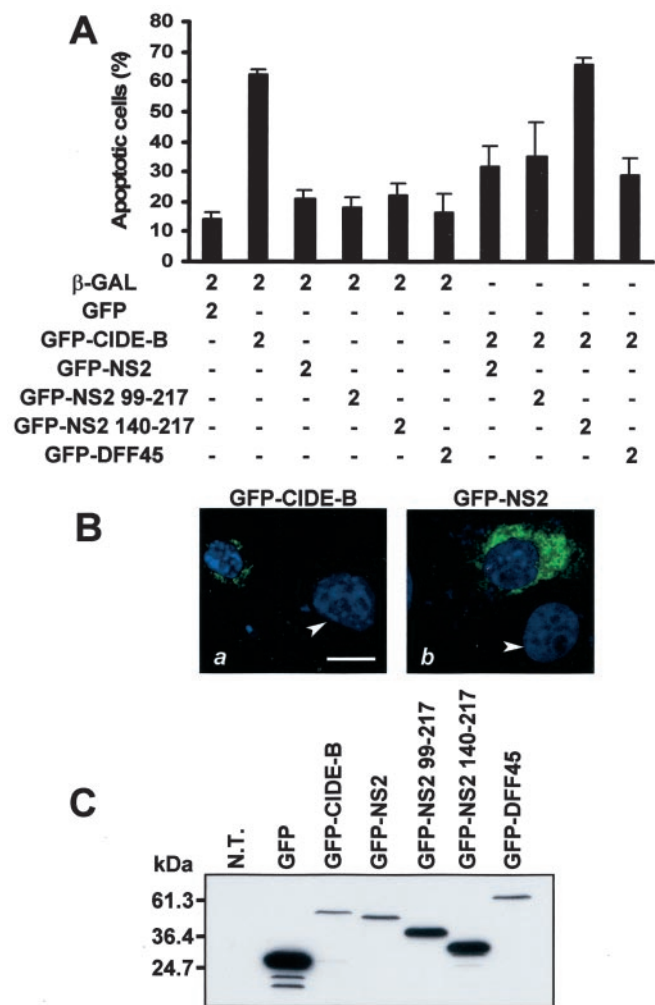 A
Apoptotic cells (%)
80
70
60
50
40
30
20
10
0
β-GAL 2 2 2 2 2 2 - - - -
GFP 2 - - - - - - - - -
GFP-CIDE-B - 2 - - - - 2 2 2 2
GFP-NS2 - - 2 - - - 2 - - -
GFP-NS2 99-217 - - - 2 - - - 2 - -
GFP-NS2 140-217 - - - - 2 - - - 2 -
GFP-DFF45 - - - - - 2 - - - 2
B
GFP-CIDE-B GFP-NS2
a b
C
N.T. GFP GFP-CIDE-B GFP-NS2 GFP-NS2 99-217 GFP-NS2 140-217 GFP-DFF45
kDa
61.3
36.4
24.7